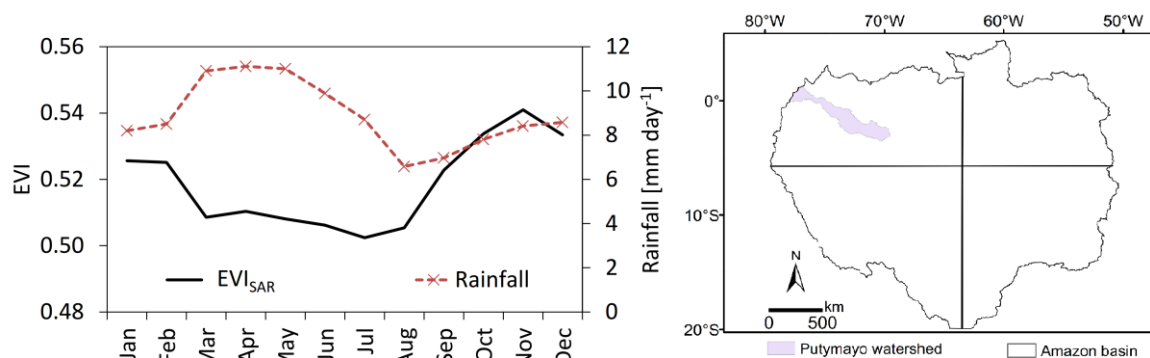 0.56
0.54
0.52
0.50
0.48
EVI
12
10
8
6
4
2
0
Rainfall [mm day-1]
EVISAR
Rainfall
Jan
Feb
Mar
Apr
May
Jun
Jul
Aug
Sep
Oct
Nov
Dec
80°W 70°W 60°W 50°W
0°
10°S
20°S
N
km
0 500
Putymayo watershed Amazon basin